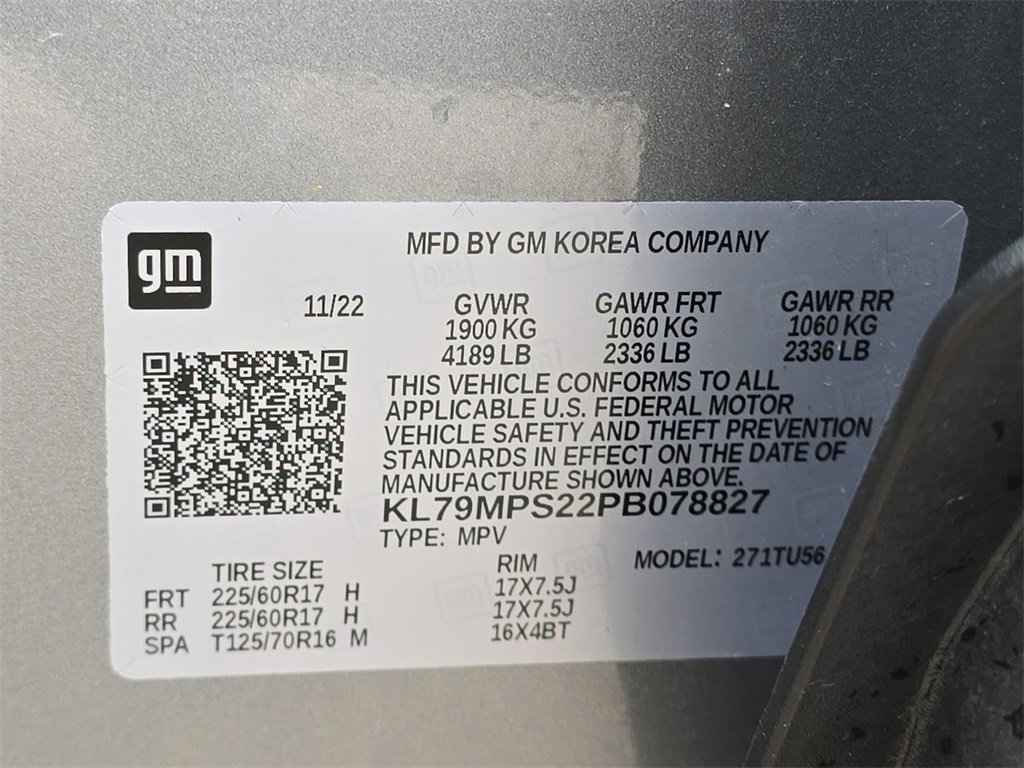 gm
MFD BY GM KOREA COMPANY
11/22 GVWR GAWR FRT GAWR RR
1900 KG 1060 KG 1060 KG
4189 LB 2336 LB 2336 LB
THIS VEHICLE CONFORMS TO ALL
APPLICABLE U.S. FEDERAL MOTOR
VEHICLE SAFETY AND THEFT PREVENTION
STANDARDS IN EFFECT ON THE DATE OF
MANUFACTURE SHOWN ABOVE.
KL79MPS22PB078827
TYPE: MPV
TIRE SIZE RIM MODEL: 271TU56
FRT 225/60R17 H 17X7.5J
RR 225/60R17 H 17X7.5J
SPA T125/70R16 M 16X4BT